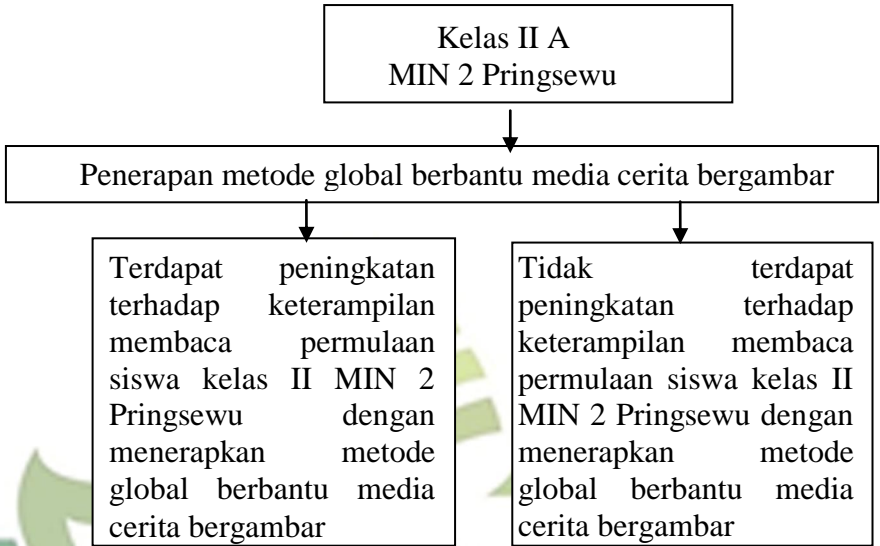 Kelas II A
MIN 2 Pringsewu
Penerapan metode global berbantu media cerita bergambar
Terdapat peningkatan
terhadap keterampilan
membaca permulaan
siswa kelas II MIN 2
Pringsewu dengan
menerapkan metode
global berbantu media
cerita bergambar
Tidak terdapat
peningkatan terhadap
keterampilan membaca
permulaan siswa kelas II
MIN 2 Pringsewu dengan
menerapkan metode
global berbantu media
cerita bergambar